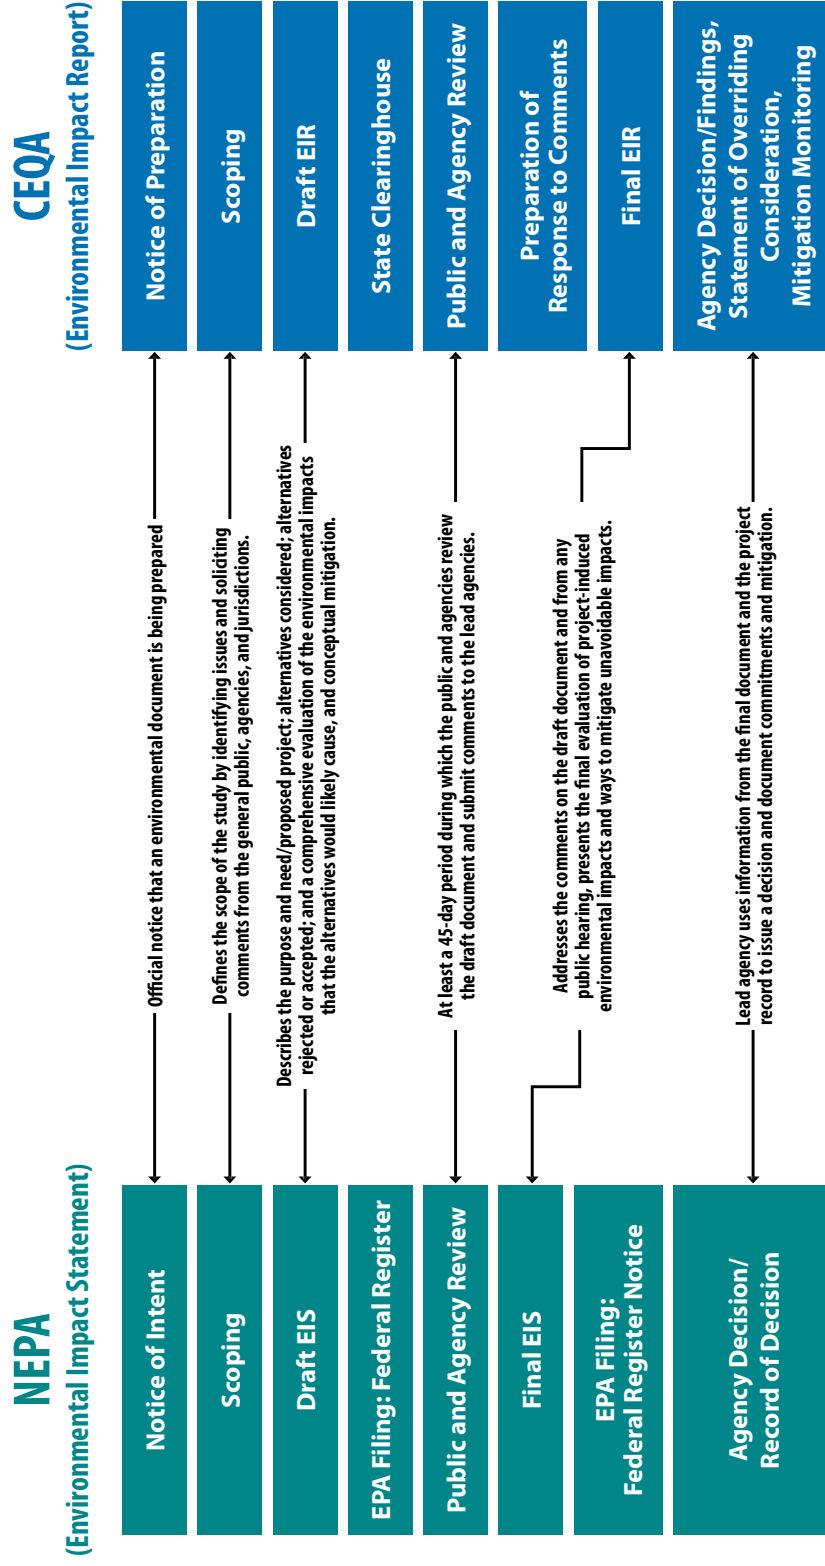 NEPA
(Environmental Impact Statement)
CEQA
(Environmental Impact Report)
Notice of Intent
Official notice that an environmental document is being prepared
Notice of Preparation
Scoping
Defines the scope of the study by identifying issues and soliciting
comments from the general public, agencies, and jurisdictions.
Scoping
Draft EIS
Describes the purpose and need/proposed project; alternatives considered; alternatives
rejected or accepted; and a comprehensive evaluation of the environmental impacts
that the alternatives would likely cause, and conceptual mitigation.
Draft EIR
EPA Filing: Federal Register
State Clearinghouse
Public and Agency Review
At least a 45-day period during which the public and agencies review
the draft document and submit comments to the lead agencies.
Public and Agency Review
Final EIS
Preparation of
Response to Comments
Addresses the comments on the draft document and from any
public hearing, presents the final evaluation of project-induced
environmental impacts and ways to mitigate unavoidable impacts.
EPA Filing:
Federal Register Notice
Final EIR
Agency Decision/
Record of Decision
Lead agency uses information from the final document and the project
record to issue a decision and document commitments and mitigation.
Agency Decision/Findings,
Statement of Overriding
Consideration,
Mitigation Monitoring